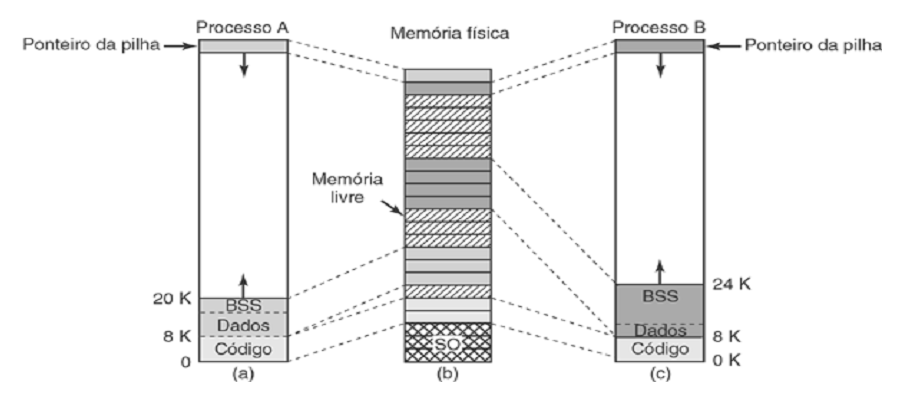 Processo A
Ponteiro da pilha
20 K
BSS
Dados
8 K
Código
0
(a)
Memória física
Memória
livre
SO
(b)
Processo B
Ponteiro da pilha
24 K
BSS
Dados
8 K
Código
0 K
(c)